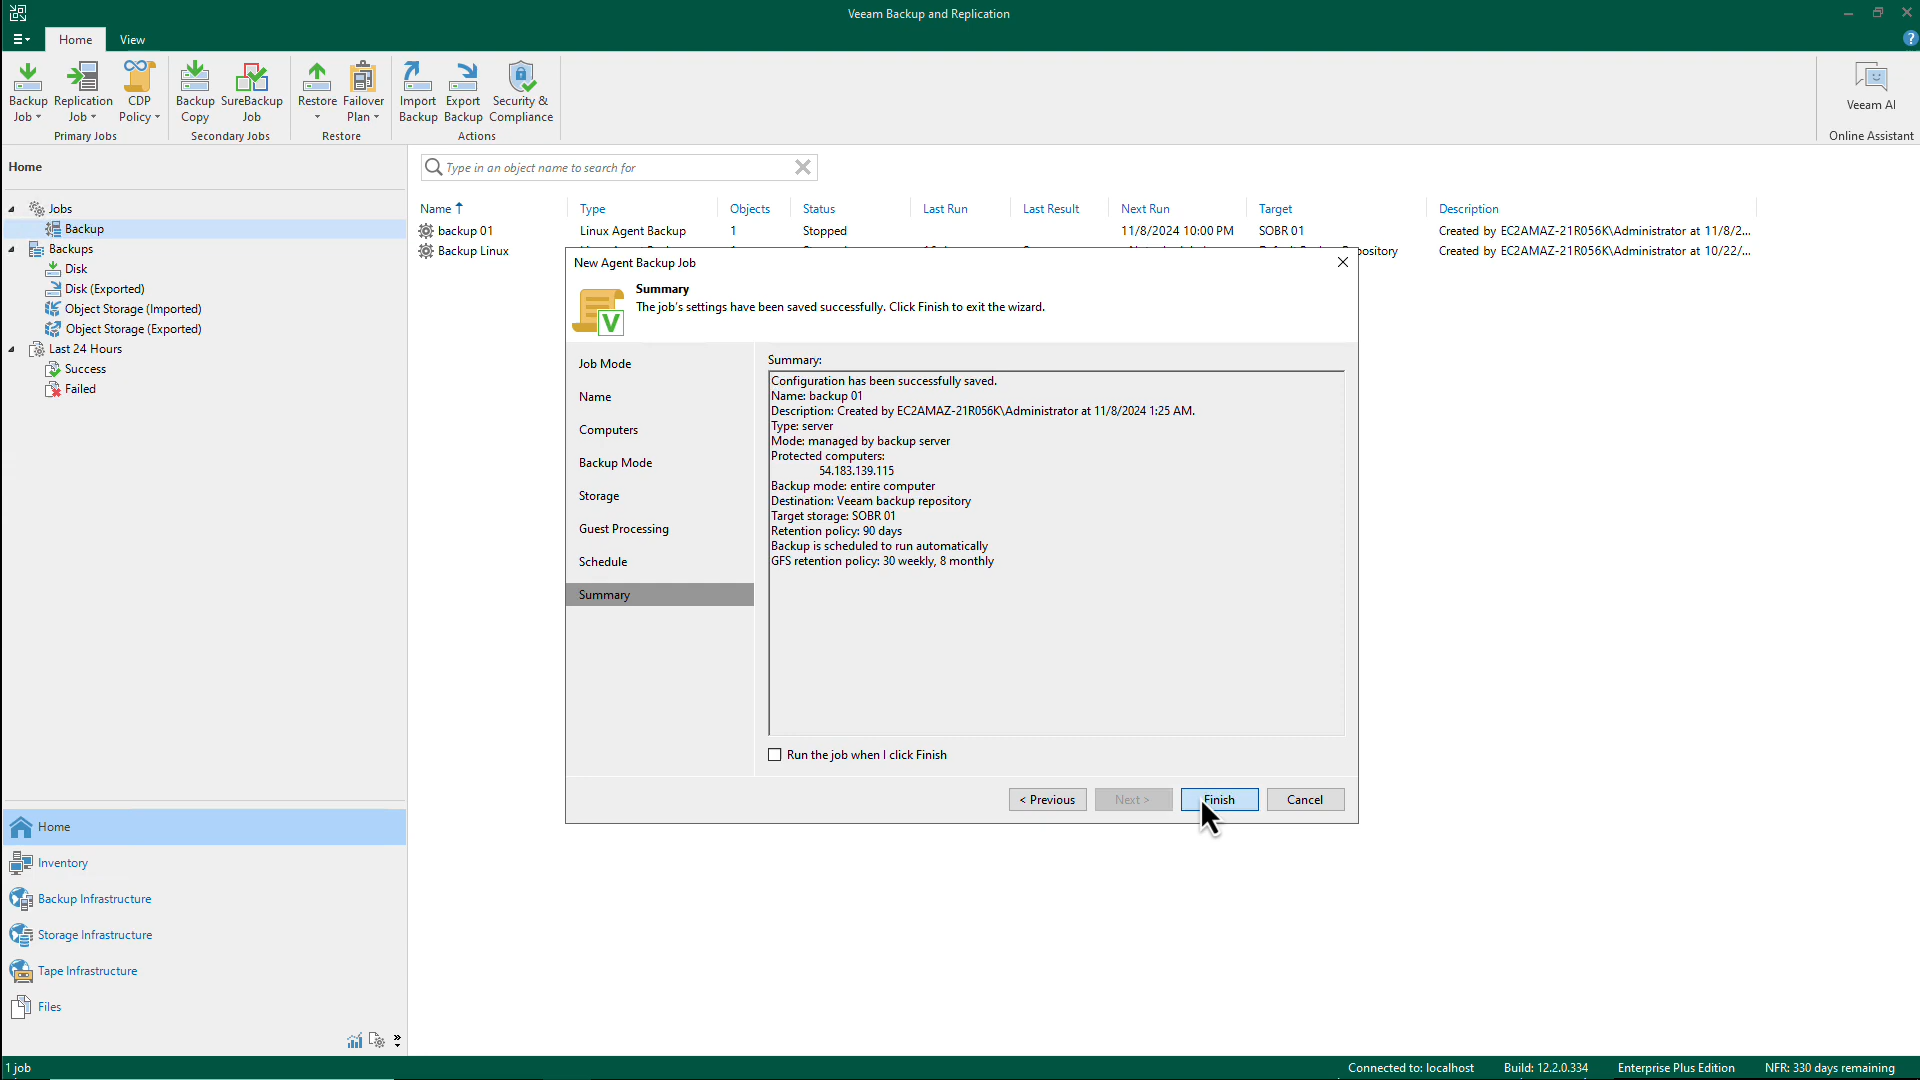 Veeam Backup and Replication
Home View
Backup Job
Replication Job
CDP Policy
Primary Jobs
Backup Copy
SureBackup Job
Secondary Jobs
Restore
Failover Plan
Restore
Import Backup
Export Backup
Security & Compliance
Actions
Veeam AI
Online Assistant
Home
Jobs
Backup
Backups
Disk
Disk (Exported)
Object Storage (Imported)
Object Storage (Exported)
Last 24 Hours
Success
Failed
Home
Inventory
Backup Infrastructure
Storage Infrastructure
Tape Infrastructure
Files
Type in an object name to search for
Name Type Objects Status Last Run Last Result Next Run Target Description
backup 01 Linux Agent Backup 1 Stopped 11/8/2024 10:00 PM SOBR 01 Created by EC2AMAZ-21R056K\Administrator at 11/8/2...
Backup Linux Created by EC2AMAZ-21R056K\Administrator at 10/22/...
New Agent Backup Job
Summary
The job's settings have been saved successfully. Click Finish to exit the wizard.
Job Mode
Name
Computers
Backup Mode
Storage
Guest Processing
Schedule
Summary
Summary:
Configuration has been successfully saved.
Name: backup 01
Description: Created by EC2AMAZ-21R056K\Administrator at 11/8/2024 1:25 AM.
Type: server
Mode: managed by backup server
Protected computers:
54.183.139.115
Backup mode: entire computer
Destination: Veeam backup repository
Target storage: SOBR 01
Retention policy: 90 days
Backup is scheduled to run automatically
GFS retention policy: 30 weekly, 8 monthly
Run the job when I click Finish
< Previous Next > Finish Cancel
1 job
Connected to: localhost Build: 12.2.0.334 Enterprise Plus Edition NFR: 330 days remaining